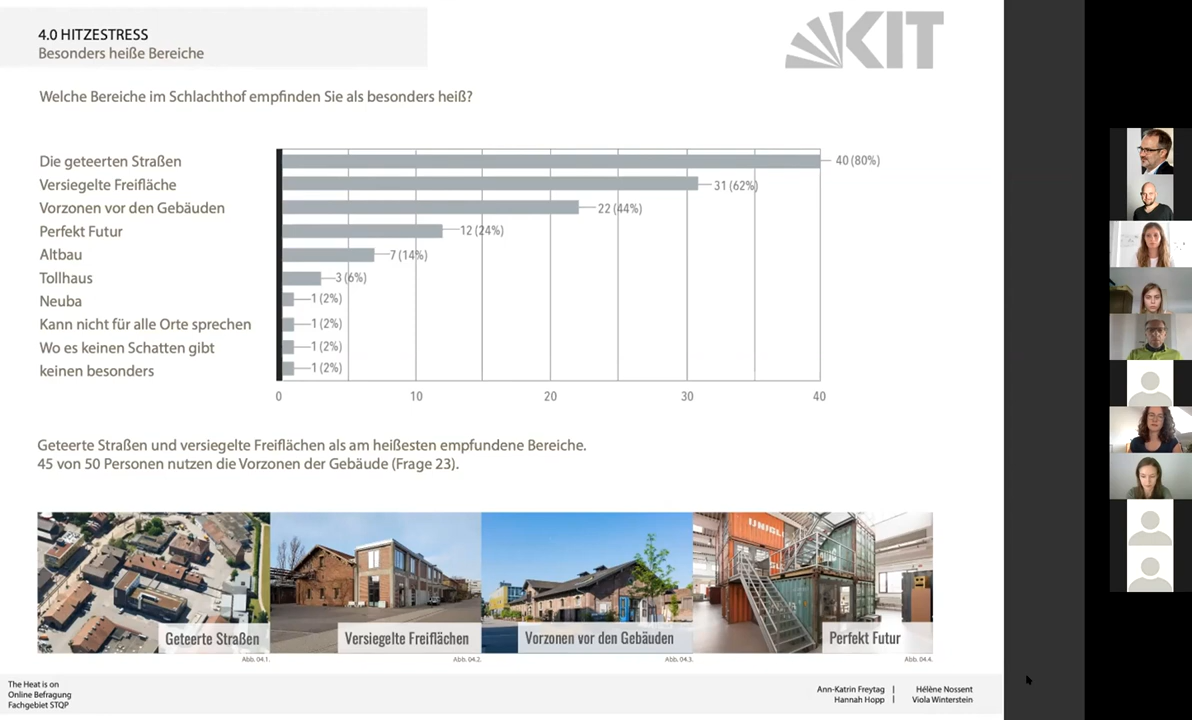 4.0 HITZESTRESS
Besonders heiße Bereiche
KIT
Welche Bereiche im Schlachthof empfinden Sie als besonders heiß?
Die geteerten Straßen 40 (80%)
Versiegelte Freifläche 31 (62%)
Vorzonen vor den Gebäuden 22 (44%)
Perfekt Futur 12 (24%)
Altbau 7 (14%)
Tollhaus 3 (6%)
Neuba 1 (2%)
Kann nicht für alle Orte sprechen 1 (2%)
Wo es keinen Schatten gibt 1 (2%)
keinen besonders 1 (2%)
0 10 20 30 40
Geteerte Straßen und versiegelte Freiflächen als am heißesten empfundene Bereiche.
45 von 50 Personen nutzen die Vorzonen der Gebäude (Frage 23).
Geteerte Straßen Versiegelte Freiflächen Vorzonen vor den Gebäuden Perfekt Futur
Abb. 04.1. Abb. 04.2. Abb. 04.3. Abb. 04.4.
The Heat is on
Online Befragung
Fachgebiet STQP
Ann-Katrin Freytag | Hélène Nossent
Hannah Hopp | Viola Winterstein